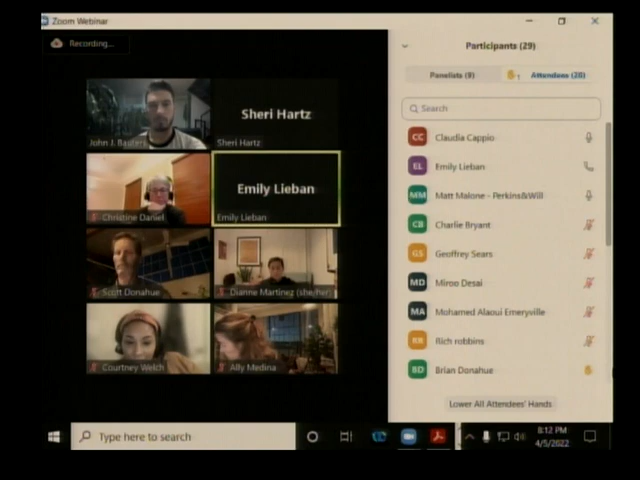 Zoom Webinar
Recording...
Participants (29)
Panelists (9)
1
Attendees (20)
Search
John J. Bauters
Sheri Hartz
Sheri Hartz
Christine Daniel
Emily Lieban
Emily Lieban
Scott Donahue
Dianne Martinez (she/her)
Courtney Welch
Ally Medina
CC Claudia Cappio
EL Emily Lieban
MM Matt Malone - Perkins&Will
CB Charlie Bryant
GS Geoffrey Sears
MD Miroo Desai
MA Mohamed Alaoui Emeryville
RR Rich robbins
BD Brian Donahue
Lower All Attendees' Hands
Type here to search
8:12 PM
4/5/2022